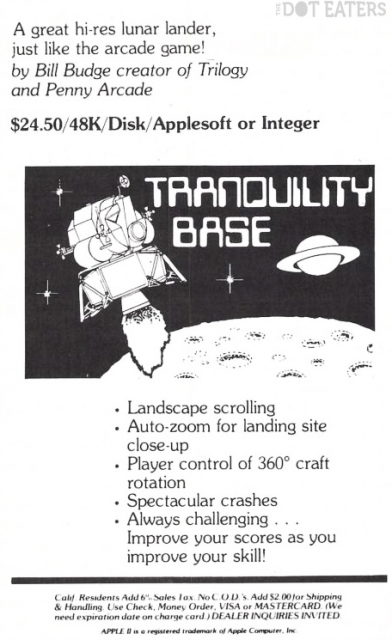 THE DOT EATERS
A great hi-res lunar lander,
just like the arcade game!
by Bill Budge creator of Trilogy
and Penny Arcade
$24.50/48K/Disk/Applesoft or Integer
TRANQUILITY
BASE
• Landscape scrolling
• Auto-zoom for landing site
close-up
• Player control of 360° craft
rotation
• Spectacular crashes
• Always challenging . . .
Improve your scores as you
improve your skill!
Calif. Residents Add 6% Sales Tax. No C.O.D.'s. Add $2.00 for Shipping
& Handling. Use Check, Money Order, VISA or MASTERCARD. (We
need expiration date on charge card.) DEALER INQUIRIES INVITED.
APPLE II is a registered trademark of Apple Computer, Inc.